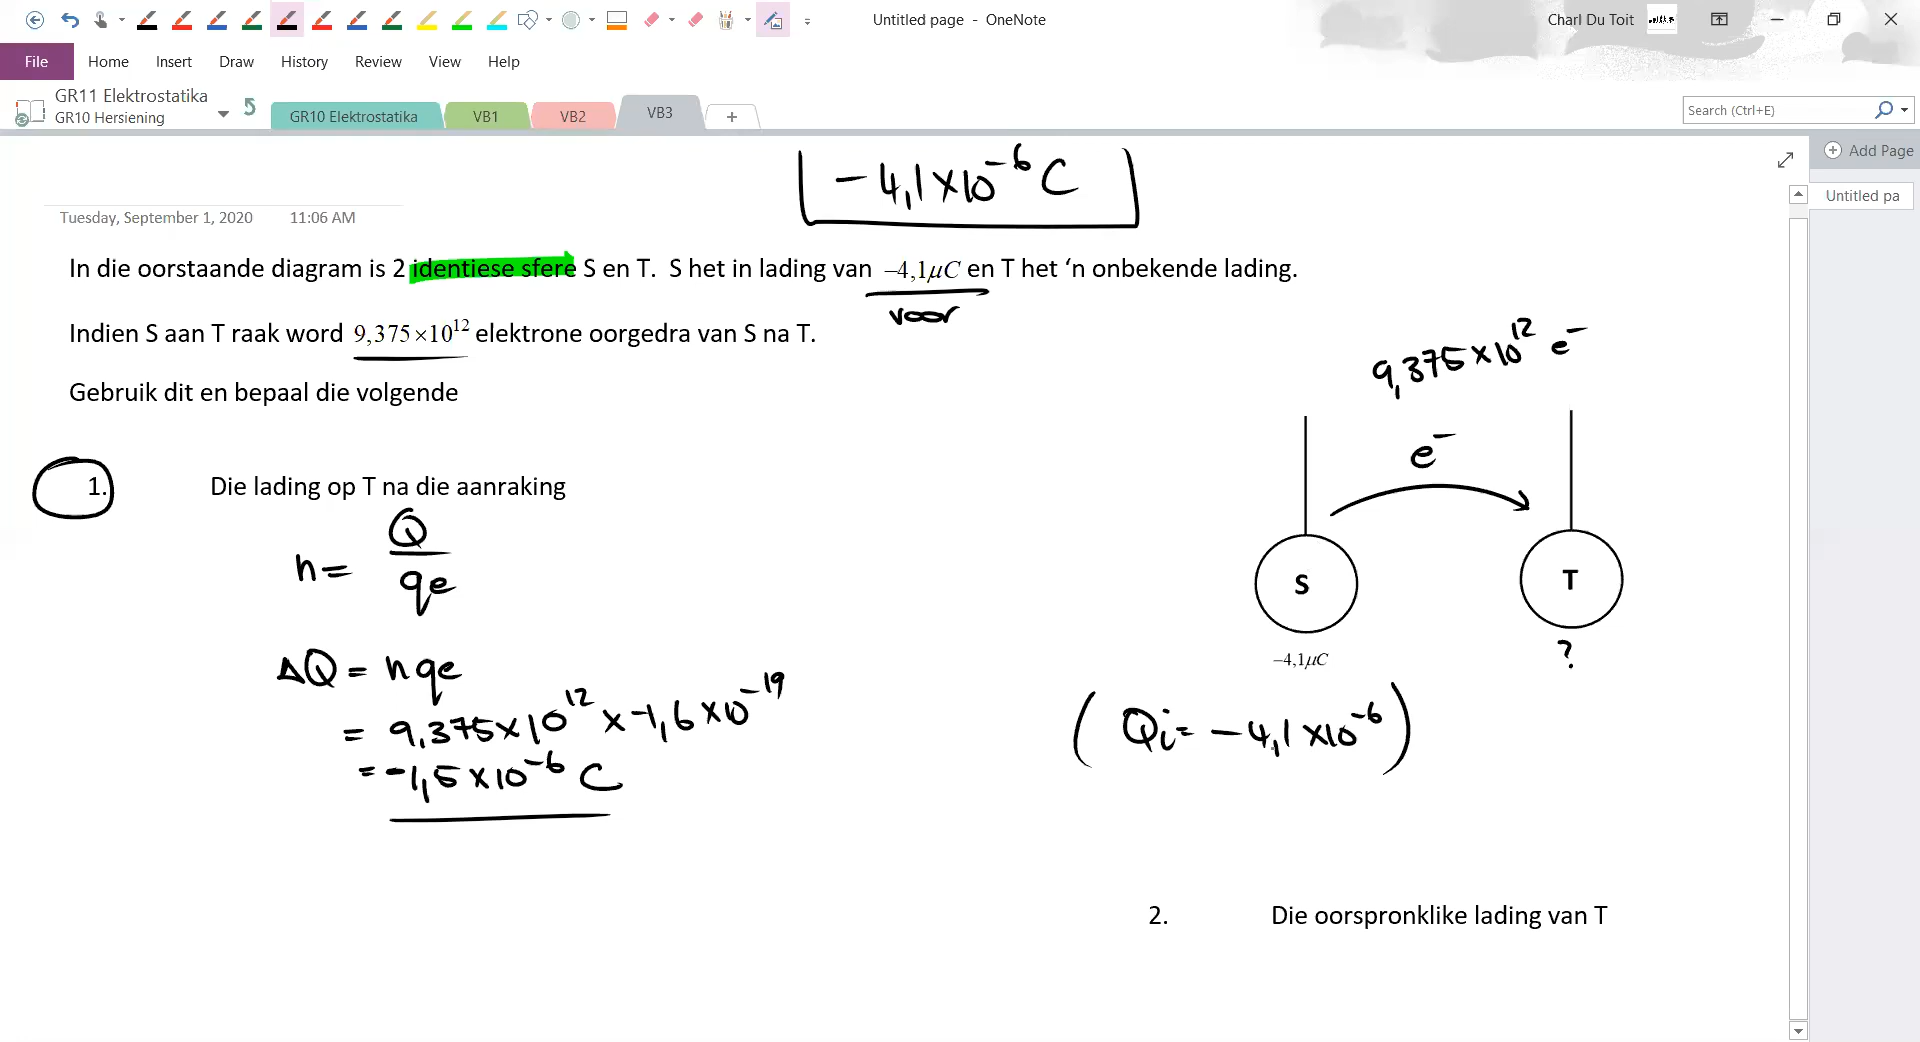 Untitled page - OneNote
Charl Du Toit
File Home Insert Draw History Review View Help
GR11 Elektrostatika
GR10 Hersiening
GR10 Elektrostatika VB1 VB2 VB3 +
Search (Ctrl+E)
Add Page
Untitled pa
-4,1×10⁻⁶ C
Tuesday, September 1, 2020 11:06 AM
In die oorstaande diagram is 2 identiese sfere S en T. S het in lading van –4,1μC en T het ‘n onbekende lading.
voor
Indien S aan T raak word 9,375×10¹² elektrone oorgedra van S na T.
9,375×10¹² e⁻
Gebruik dit en bepaal die volgende
e⁻
1. Die lading op T na die aanraking
n = Q/qe
S T
–4,1μC ?
ΔQ = nqe
= 9,375×10¹² × -1,6×10⁻¹⁹
= -1,5×10⁻⁶ C
(Qi = -4,1×10⁻⁶)
2. Die oorspronklike lading van T